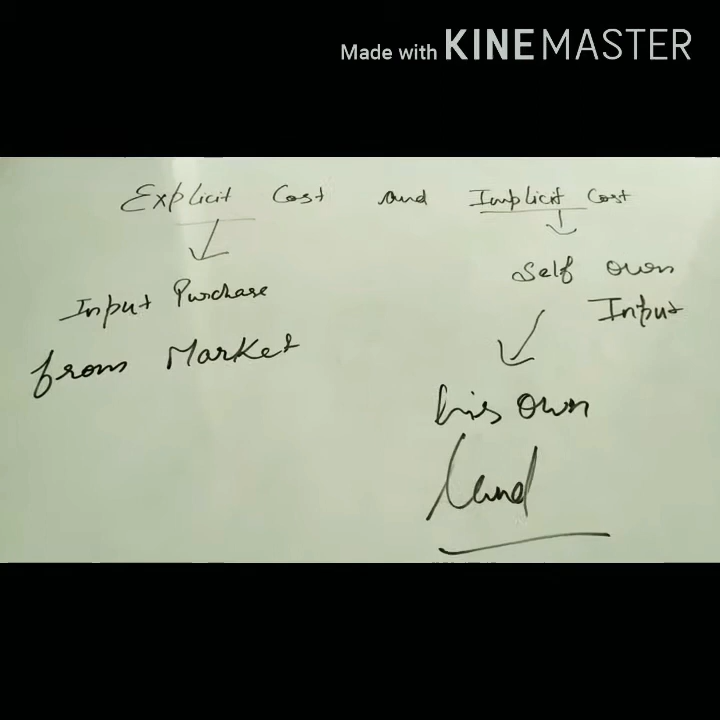 Made with KINEMASTER
Explicit Cost and Implicit Cost
Input Purchase
from Market
Self own
Input
his own
land